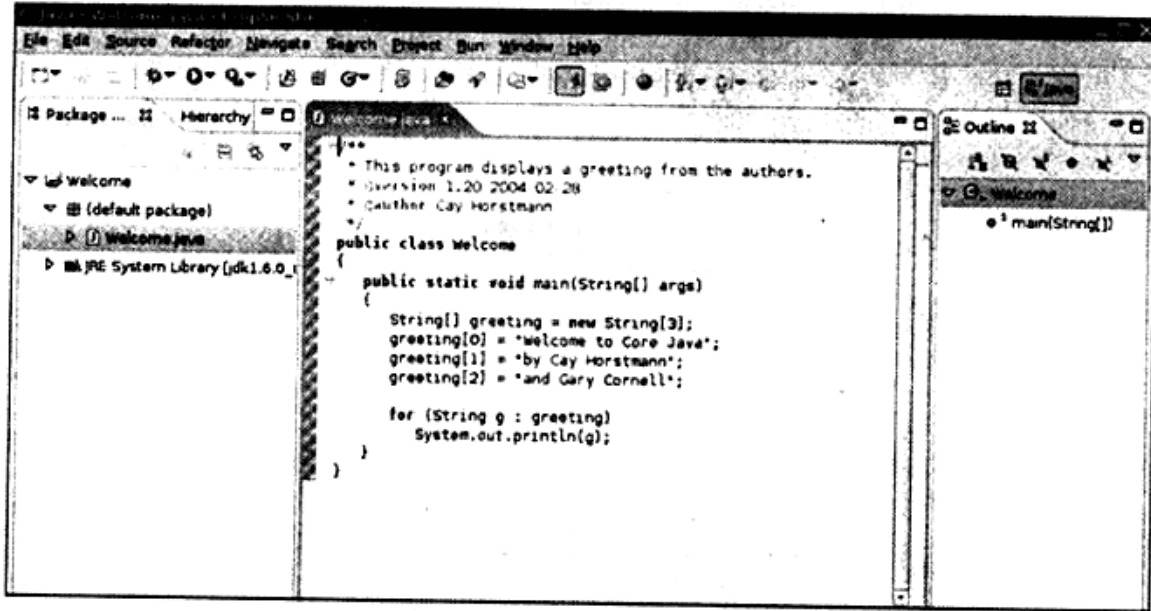 File Edit Source Refactor Navigate Search Project Run Window Help
Java
Package ... Hierarchy
Welcome
(default package)
Welcome.java
JRE System Library [jdk1.6.0_
Welcome.java
/**
* This program displays a greeting from the authors.
* @version 1.20 2004-02-28
* @author Cay Horstmann
*/
public class Welcome
{
public static void main(String[] args)
{
String[] greeting = new String[3];
greeting[0] = "Welcome to Core Java";
greeting[1] = "by Cay Horstmann";
greeting[2] = "and Gary Cornell";
for (String g : greeting)
System.out.println(g);
}
}
Outline
Welcome
main(String[])